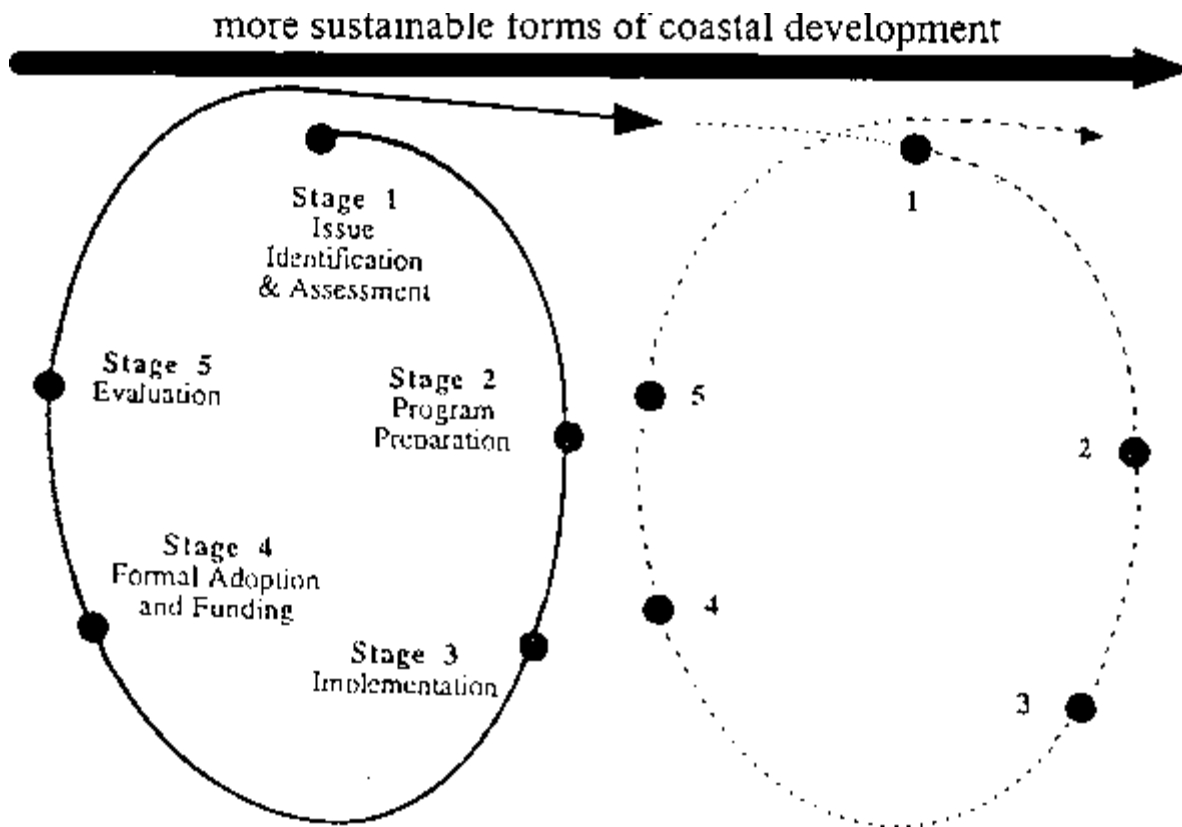 more sustainable forms of coastal development
Stage 1
Issue
Identification
& Assessment
Stage 2
Program
Preparation
Stage 3
Implementation
Stage 4
Formal Adoption
and Funding
Stage 5
Evaluation
1
2
3
4
5